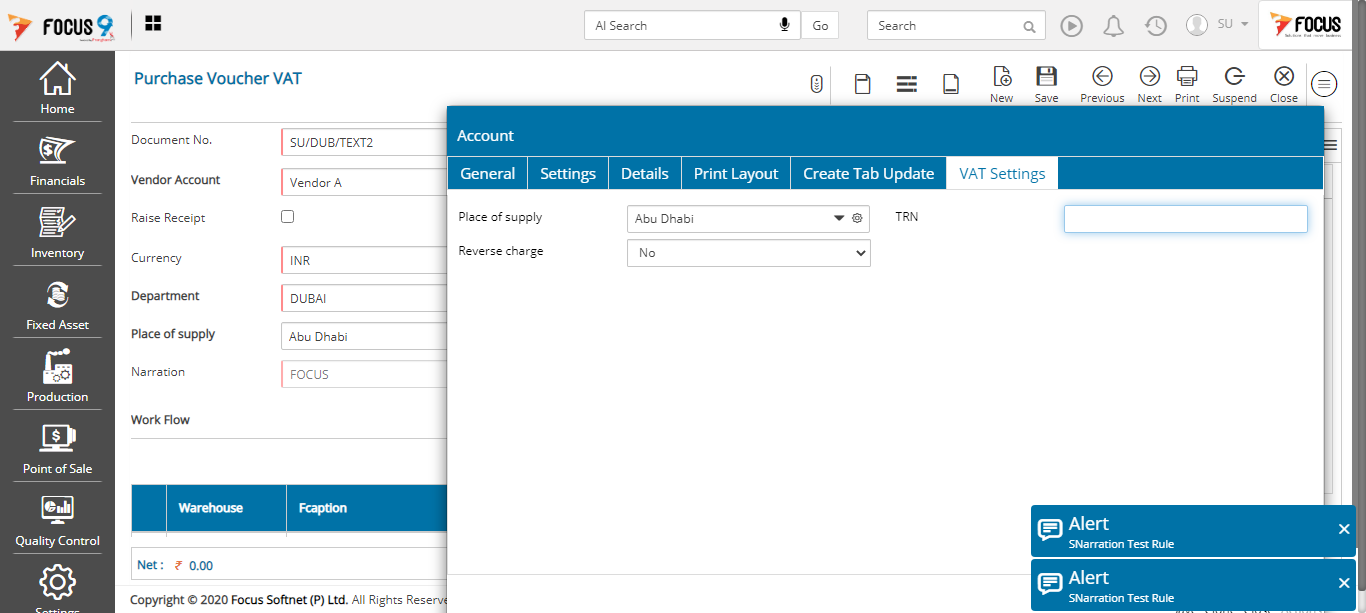 FOCUS 9
AI Search
Go
Search
SU
FOCUS
Home
Financials
Inventory
Fixed Asset
Production
Point of Sale
Quality Control
Settings
Purchase Voucher VAT
New
Save
Previous
Next
Print
Suspend
Close
Document No.
SU/DUB/TEXT2
Vendor Account
Vendor A
Raise Receipt
Currency
INR
Department
DUBAI
Place of supply
Abu Dhabi
Narration
FOCUS
Work Flow
Warehouse
Fcaption
Net : ₹ 0.00
Copyright © 2020 Focus Softnet (P) Ltd. All Rights Reserve
Account
General
Settings
Details
Print Layout
Create Tab Update
VAT Settings
Place of supply
Abu Dhabi
TRN
Reverse charge
No
Alert
SNarration Test Rule
Alert
SNarration Test Rule